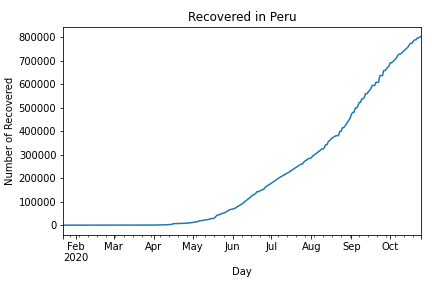 Recovered in Peru
800000
700000
600000
500000
400000
300000
200000
100000
0
Number of Recovered
Feb Mar Apr May Jun Jul Aug Sep Oct
2020
Day